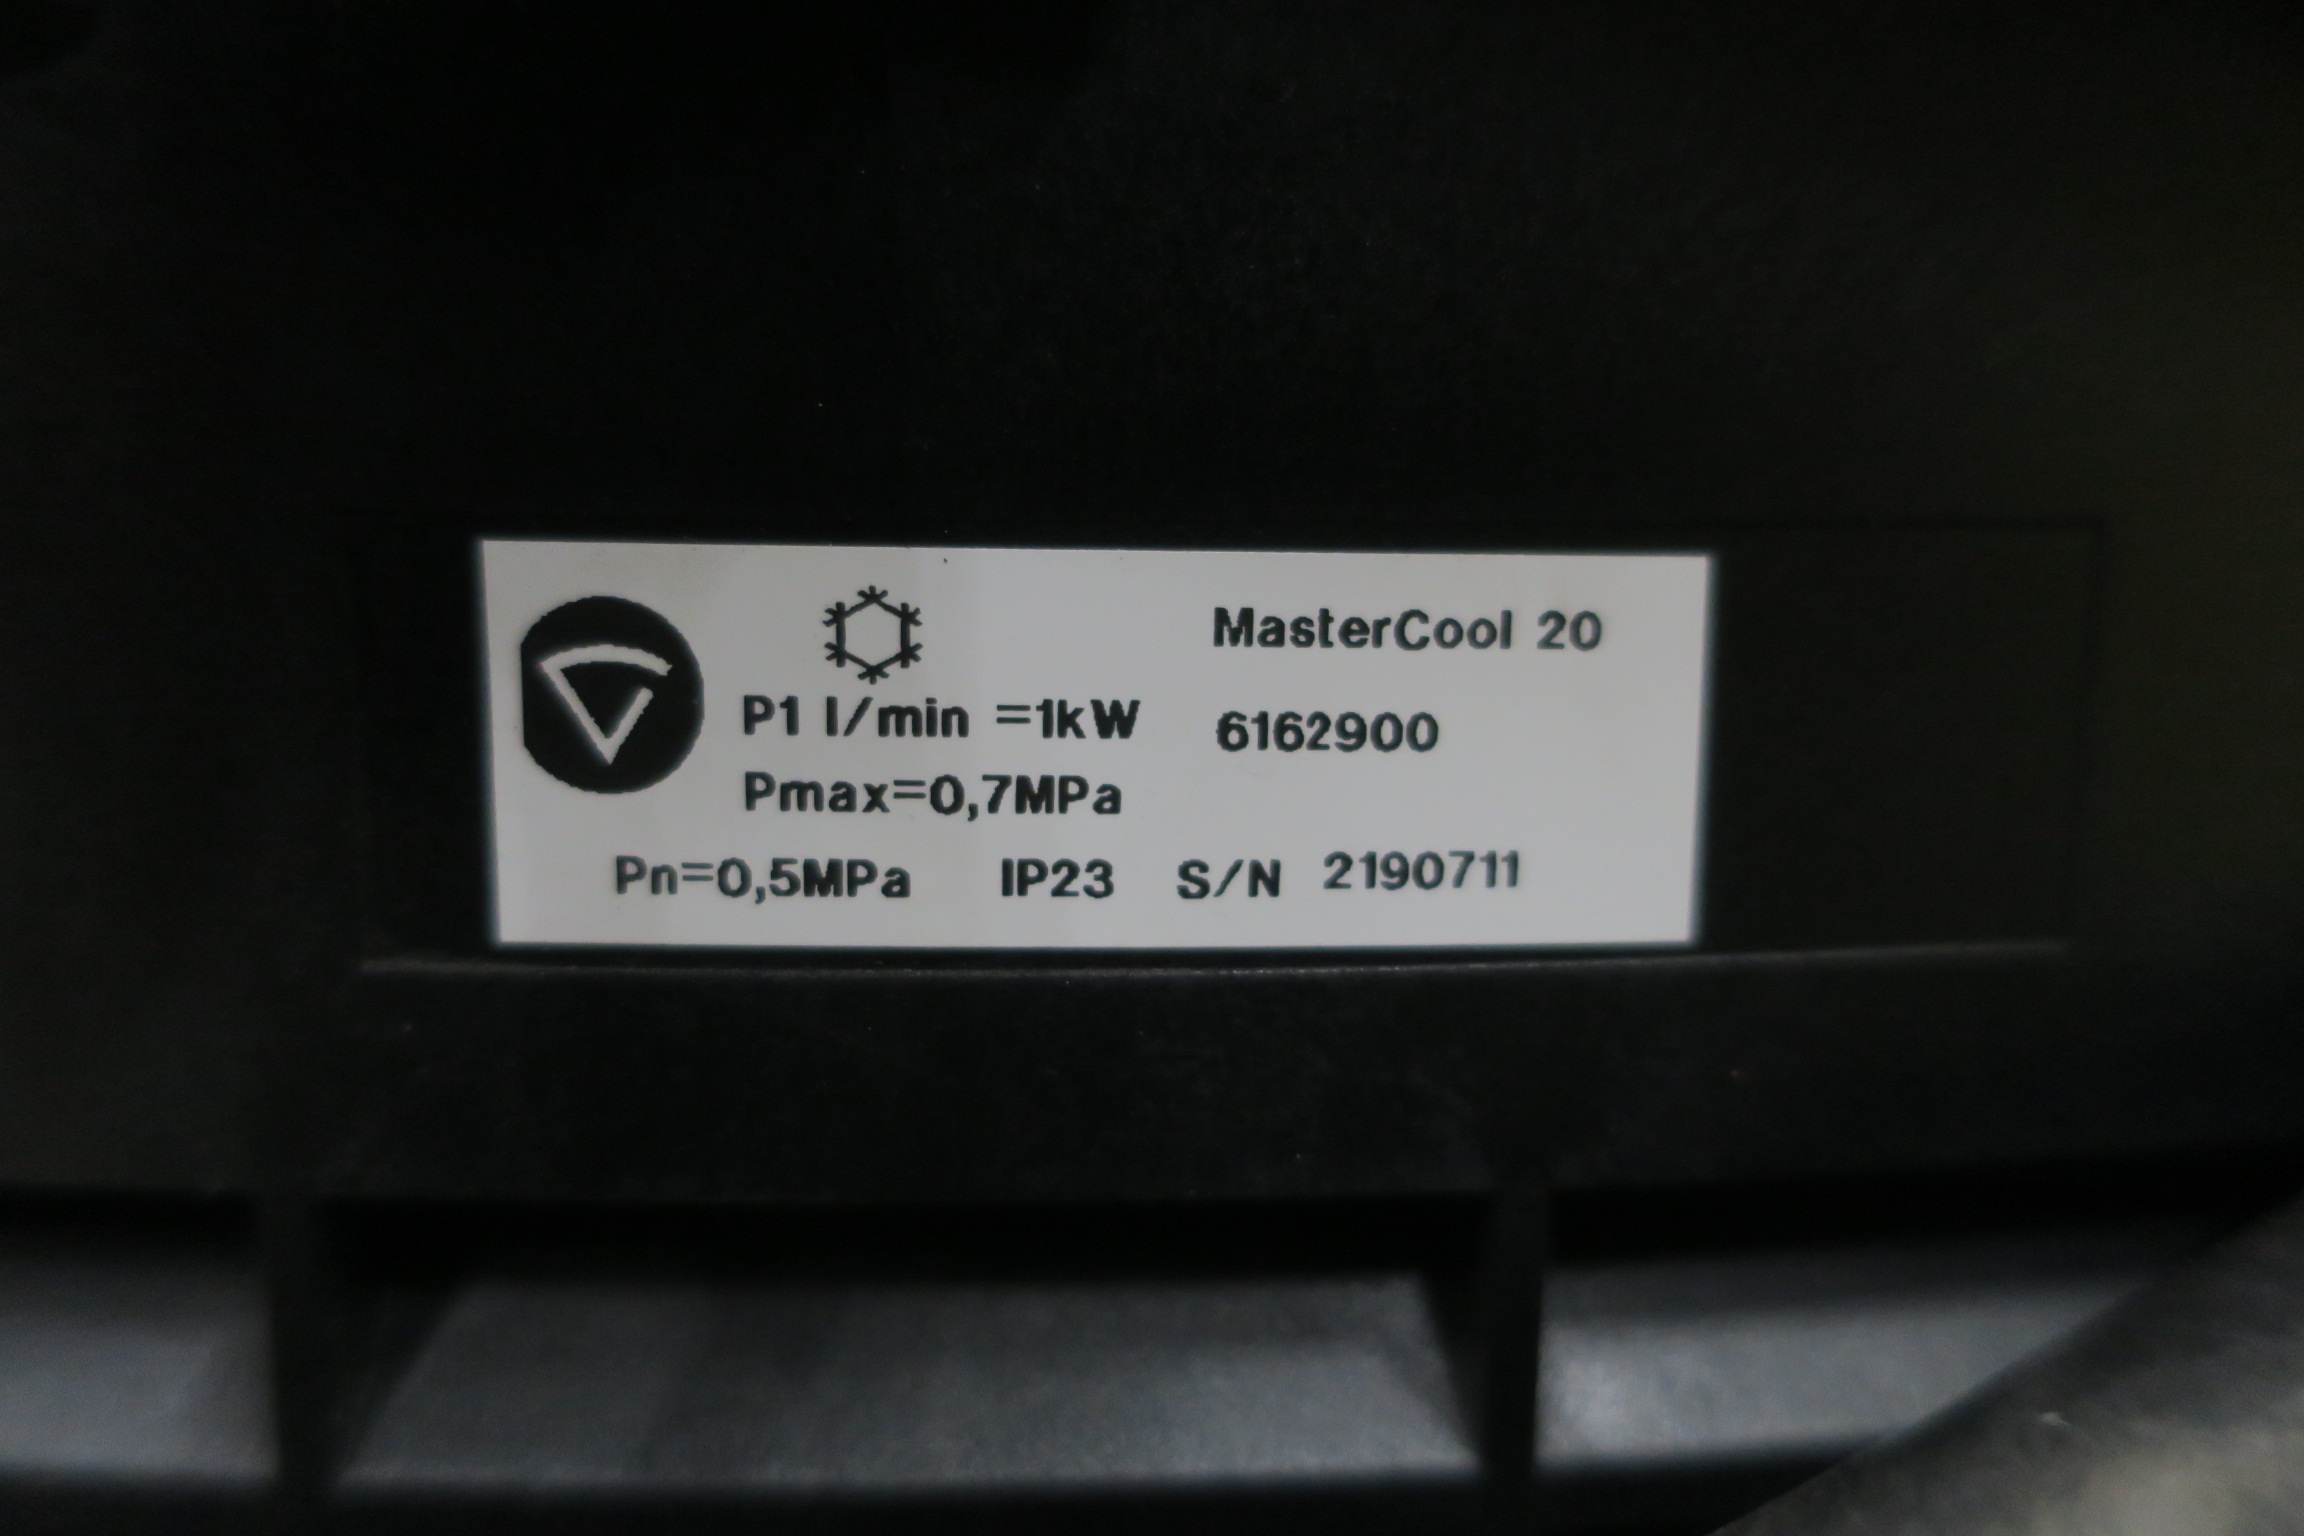 MasterCool 20
P1 l/min =1kW 6162900
Pmax=0,7MPa
Pn=0,5MPa IP23 S/N 2190711